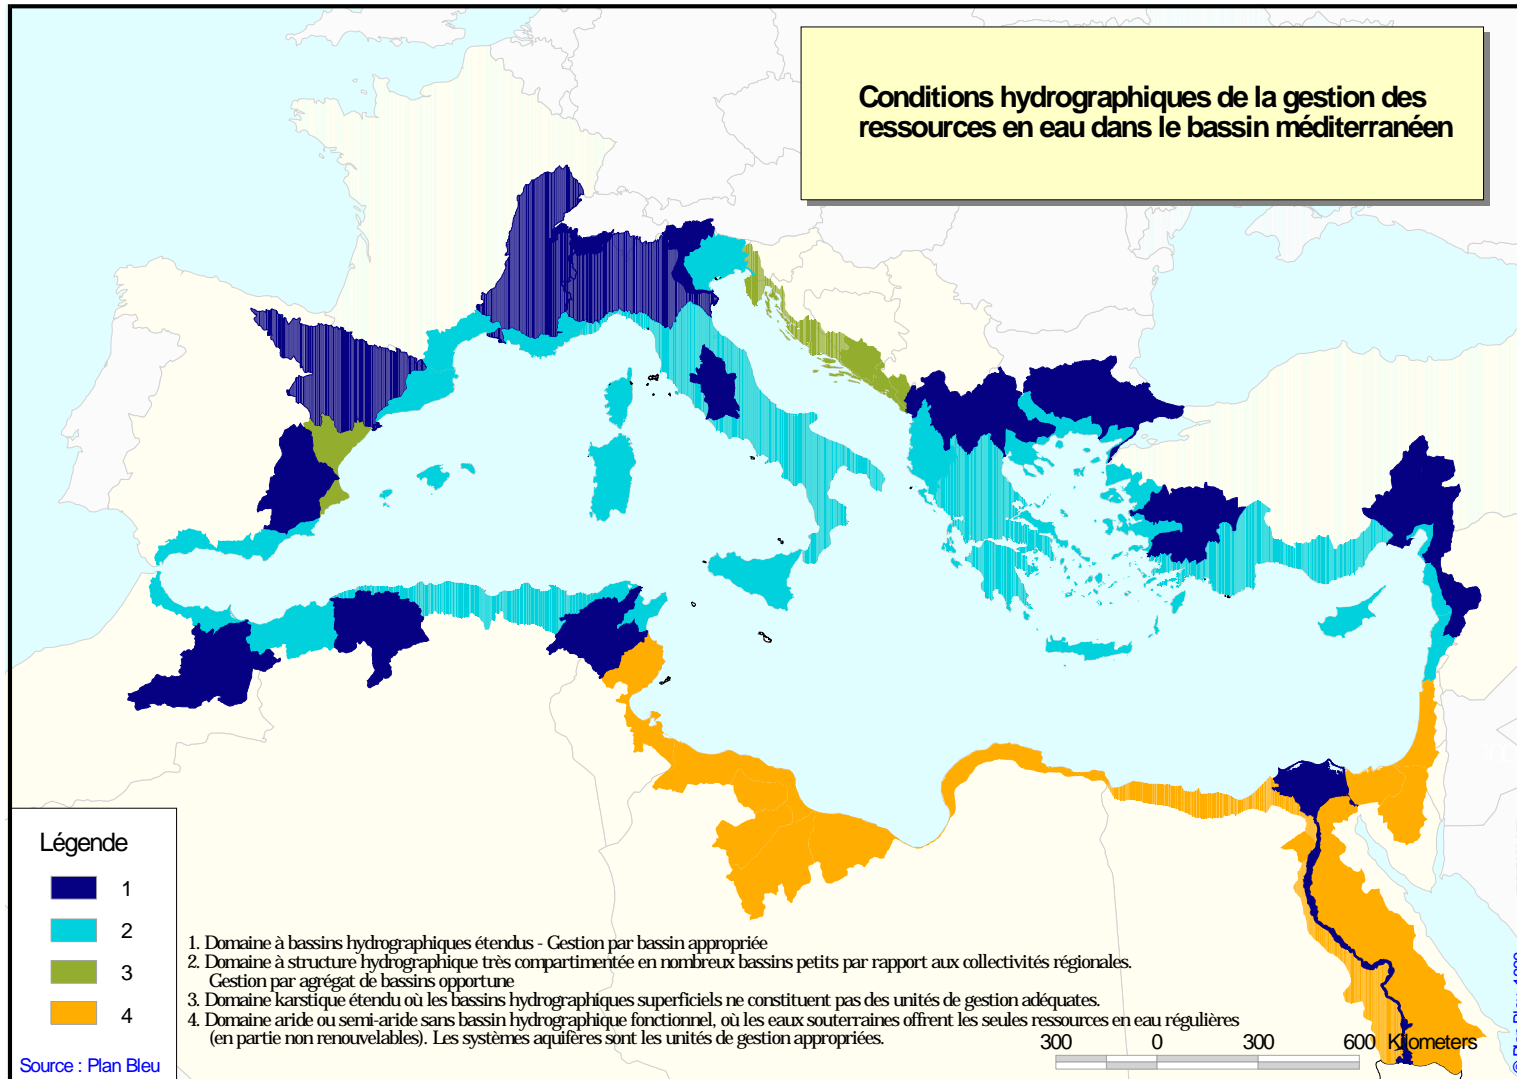 Conditions hydrographiques de la gestion des
ressources en eau dans le bassin méditerranéen
Légende
1
2
3
4
Source : Plan Bleu
1. Domaine à bassins hydrographiques étendus - Gestion par bassin appropriée
2. Domaine à structure hydrographique très compartimentée en nombreux bassins petits par rapport aux collectivités régionales.
Gestion par agrégat de bassins opportune
3. Domaine karstique étendu où les bassins hydrographiques superficiels ne constituent pas des unités de gestion adéquates.
4. Domaine aride ou semi-aride sans bassin hydrographique fonctionnel, où les eaux souterraines offrent les seules ressources en eau régulières
(en partie non renouvelables). Les systèmes aquifères sont les unités de gestion appropriées.
300 0 300 600 Kilometers
© Plan Bleu